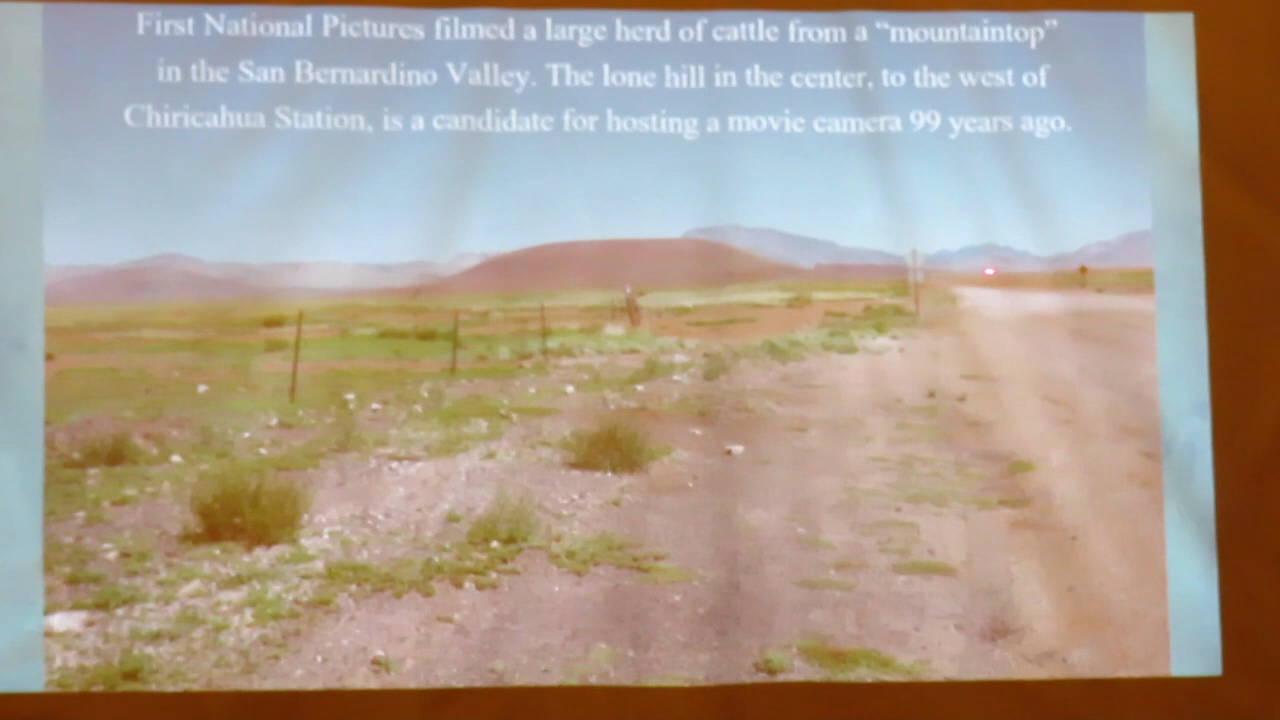 First National Pictures filmed a large herd of cattle from a “mountaintop”
in the San Bernardino Valley. The lone hill in the center, to the west of
Chiricahua Station, is a candidate for hosting a movie camera 99 years ago.